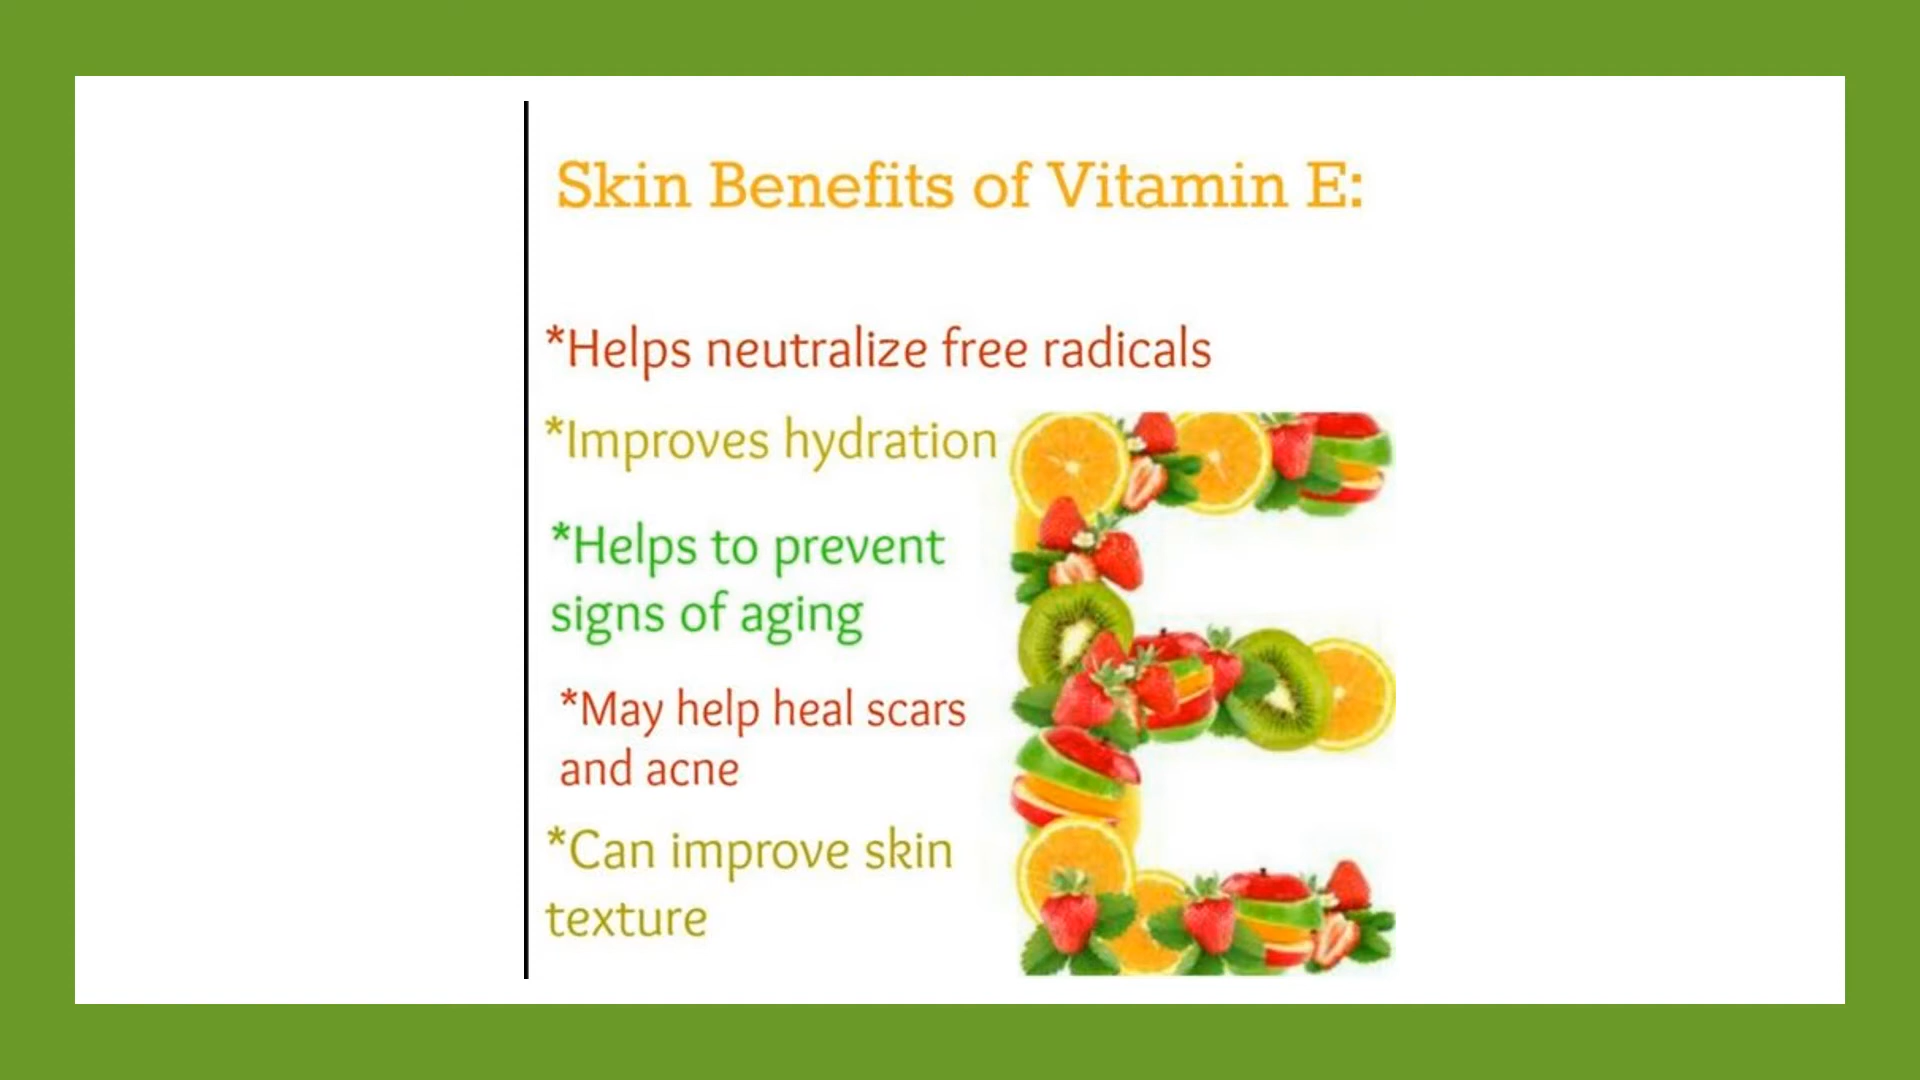 Skin Benefits of Vitamin E:
*Helps neutralize free radicals
*Improves hydration
*Helps to prevent
signs of aging
*May help heal scars
and acne
*Can improve skin
texture